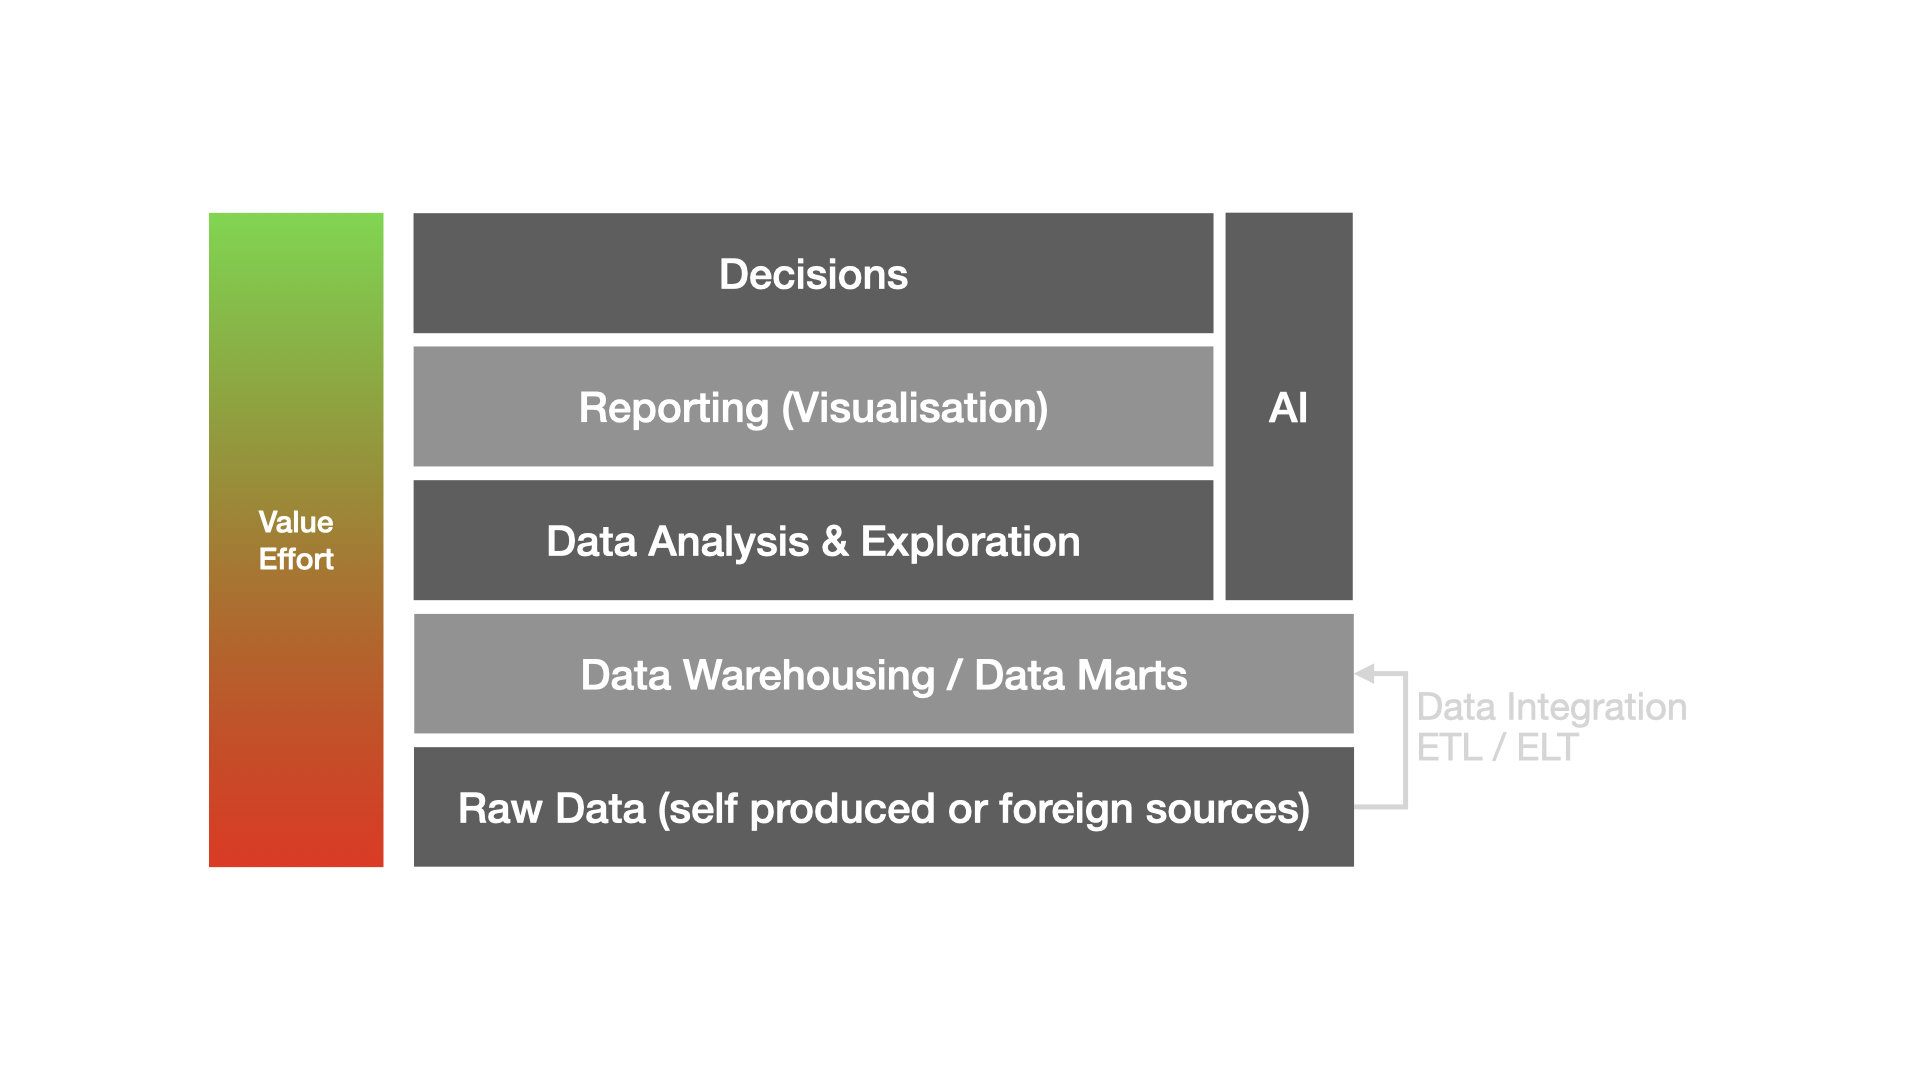 Decisions
Reporting (Visualisation)
AI
Value
Effort
Data Analysis & Exploration
Data Warehousing / Data Marts
Data Integration
ETL / ELT
Raw Data (self produced or foreign sources)